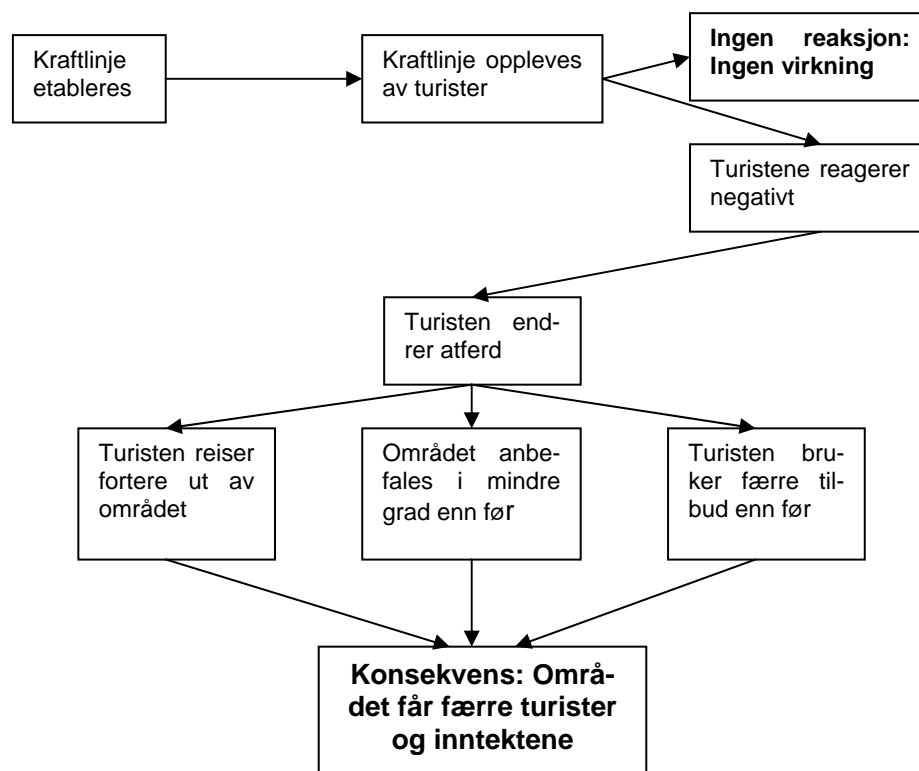 Kraftlinje
etableres
Kraftlinje oppleves
av turister
Ingen reaksjon:
Ingen virkning
Turistene reagerer
negativt
Turisten end-
rer atferd
Turisten reiser
fortere ut av
området
Området anbe-
fales i mindre
grad enn før
Turisten bru-
ker færre til-
bud enn før
Konsekvens: Områ-
det får færre turister
og inntektene